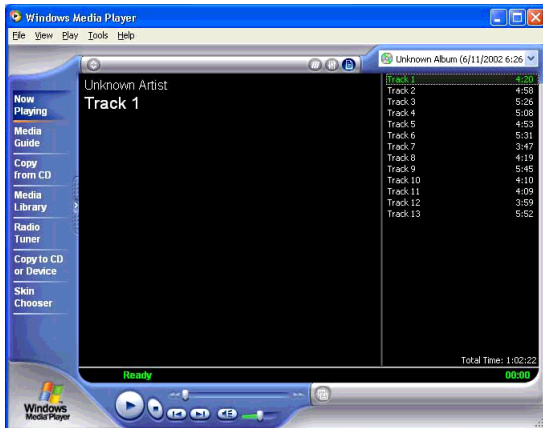 Windows Media Player
File View Play Tools Help
Unknown Album (6/11/2002 6:26
Unknown Artist
Track 1
Now
Playing
Media
Guide
Copy
from CD
Media
Library
Radio
Tuner
Copy to CD
or Device
Skin
Chooser
Track 1 4:20
Track 2 4:58
Track 3 5:26
Track 4 5:08
Track 5 4:53
Track 6 5:31
Track 7 3:47
Track 8 4:19
Track 9 5:45
Track 10 4:10
Track 11 4:09
Track 12 3:59
Track 13 5:52
Total Time: 1:02:22
Ready 00:00
Windows
Media Player